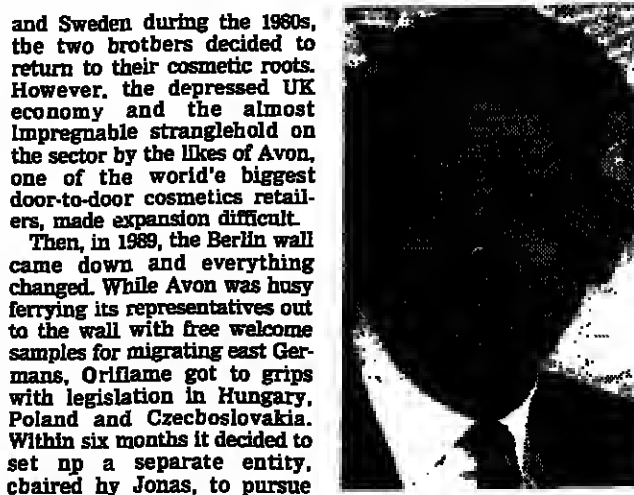 and Sweden during the 1980s,
the two brotbers decided to
return to their cosmetic roots.
However, the depressed UK
economy and the almost
impregnable stranglehold on
the sector by the likes of Avon,
one of the world'e biggest
door-to-door cosmetics retail-
ers, made expansion difficult.
Then, in 1989, the Berlin wall
came down and everything
changed. While Avon was busy
ferrying its representatives out
to the wall with free welcome
samples for migrating east Ger-
mans, Oriflame got to grips
with legislation in Hungary,
Poland and Czecboslovakia.
Within six months it decided to
set np a separate entity,
cbaired hy Jonas, to pursue